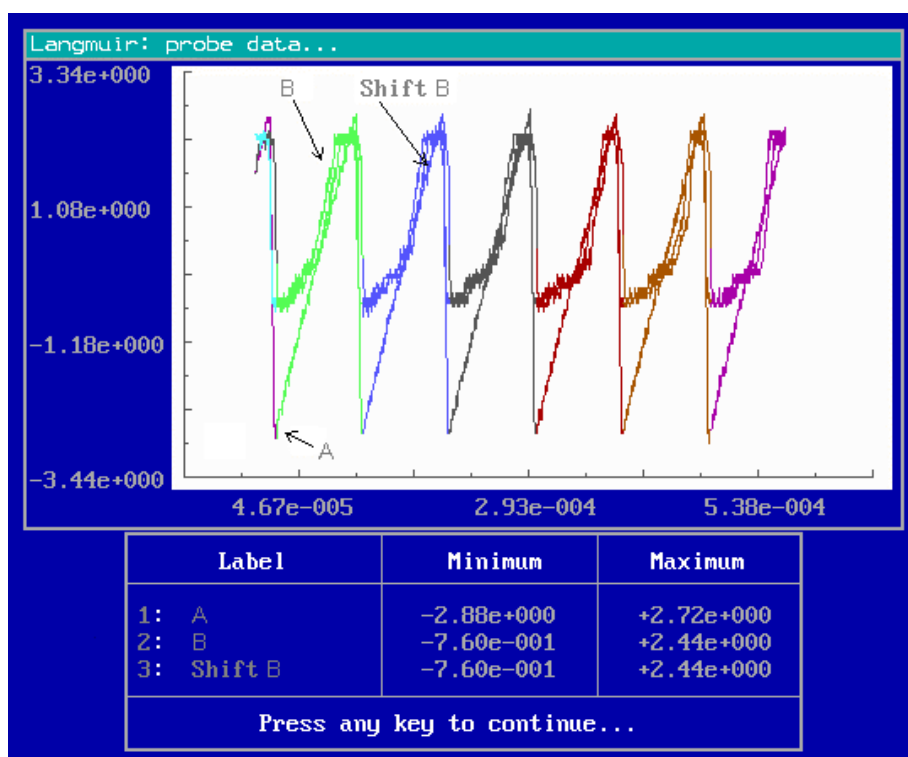 Langmuir: probe data...
3.34e+000
B Shift B
1.08e+000
-1.18e+000
A
-3.44e+000
4.67e-005 2.93e-004 5.38e-004
Label Minimum Maximum
1: A -2.88e+000 +2.72e+000
2: B -7.60e-001 +2.44e+000
3: Shift B -7.60e-001 +2.44e+000
Press any key to continue...